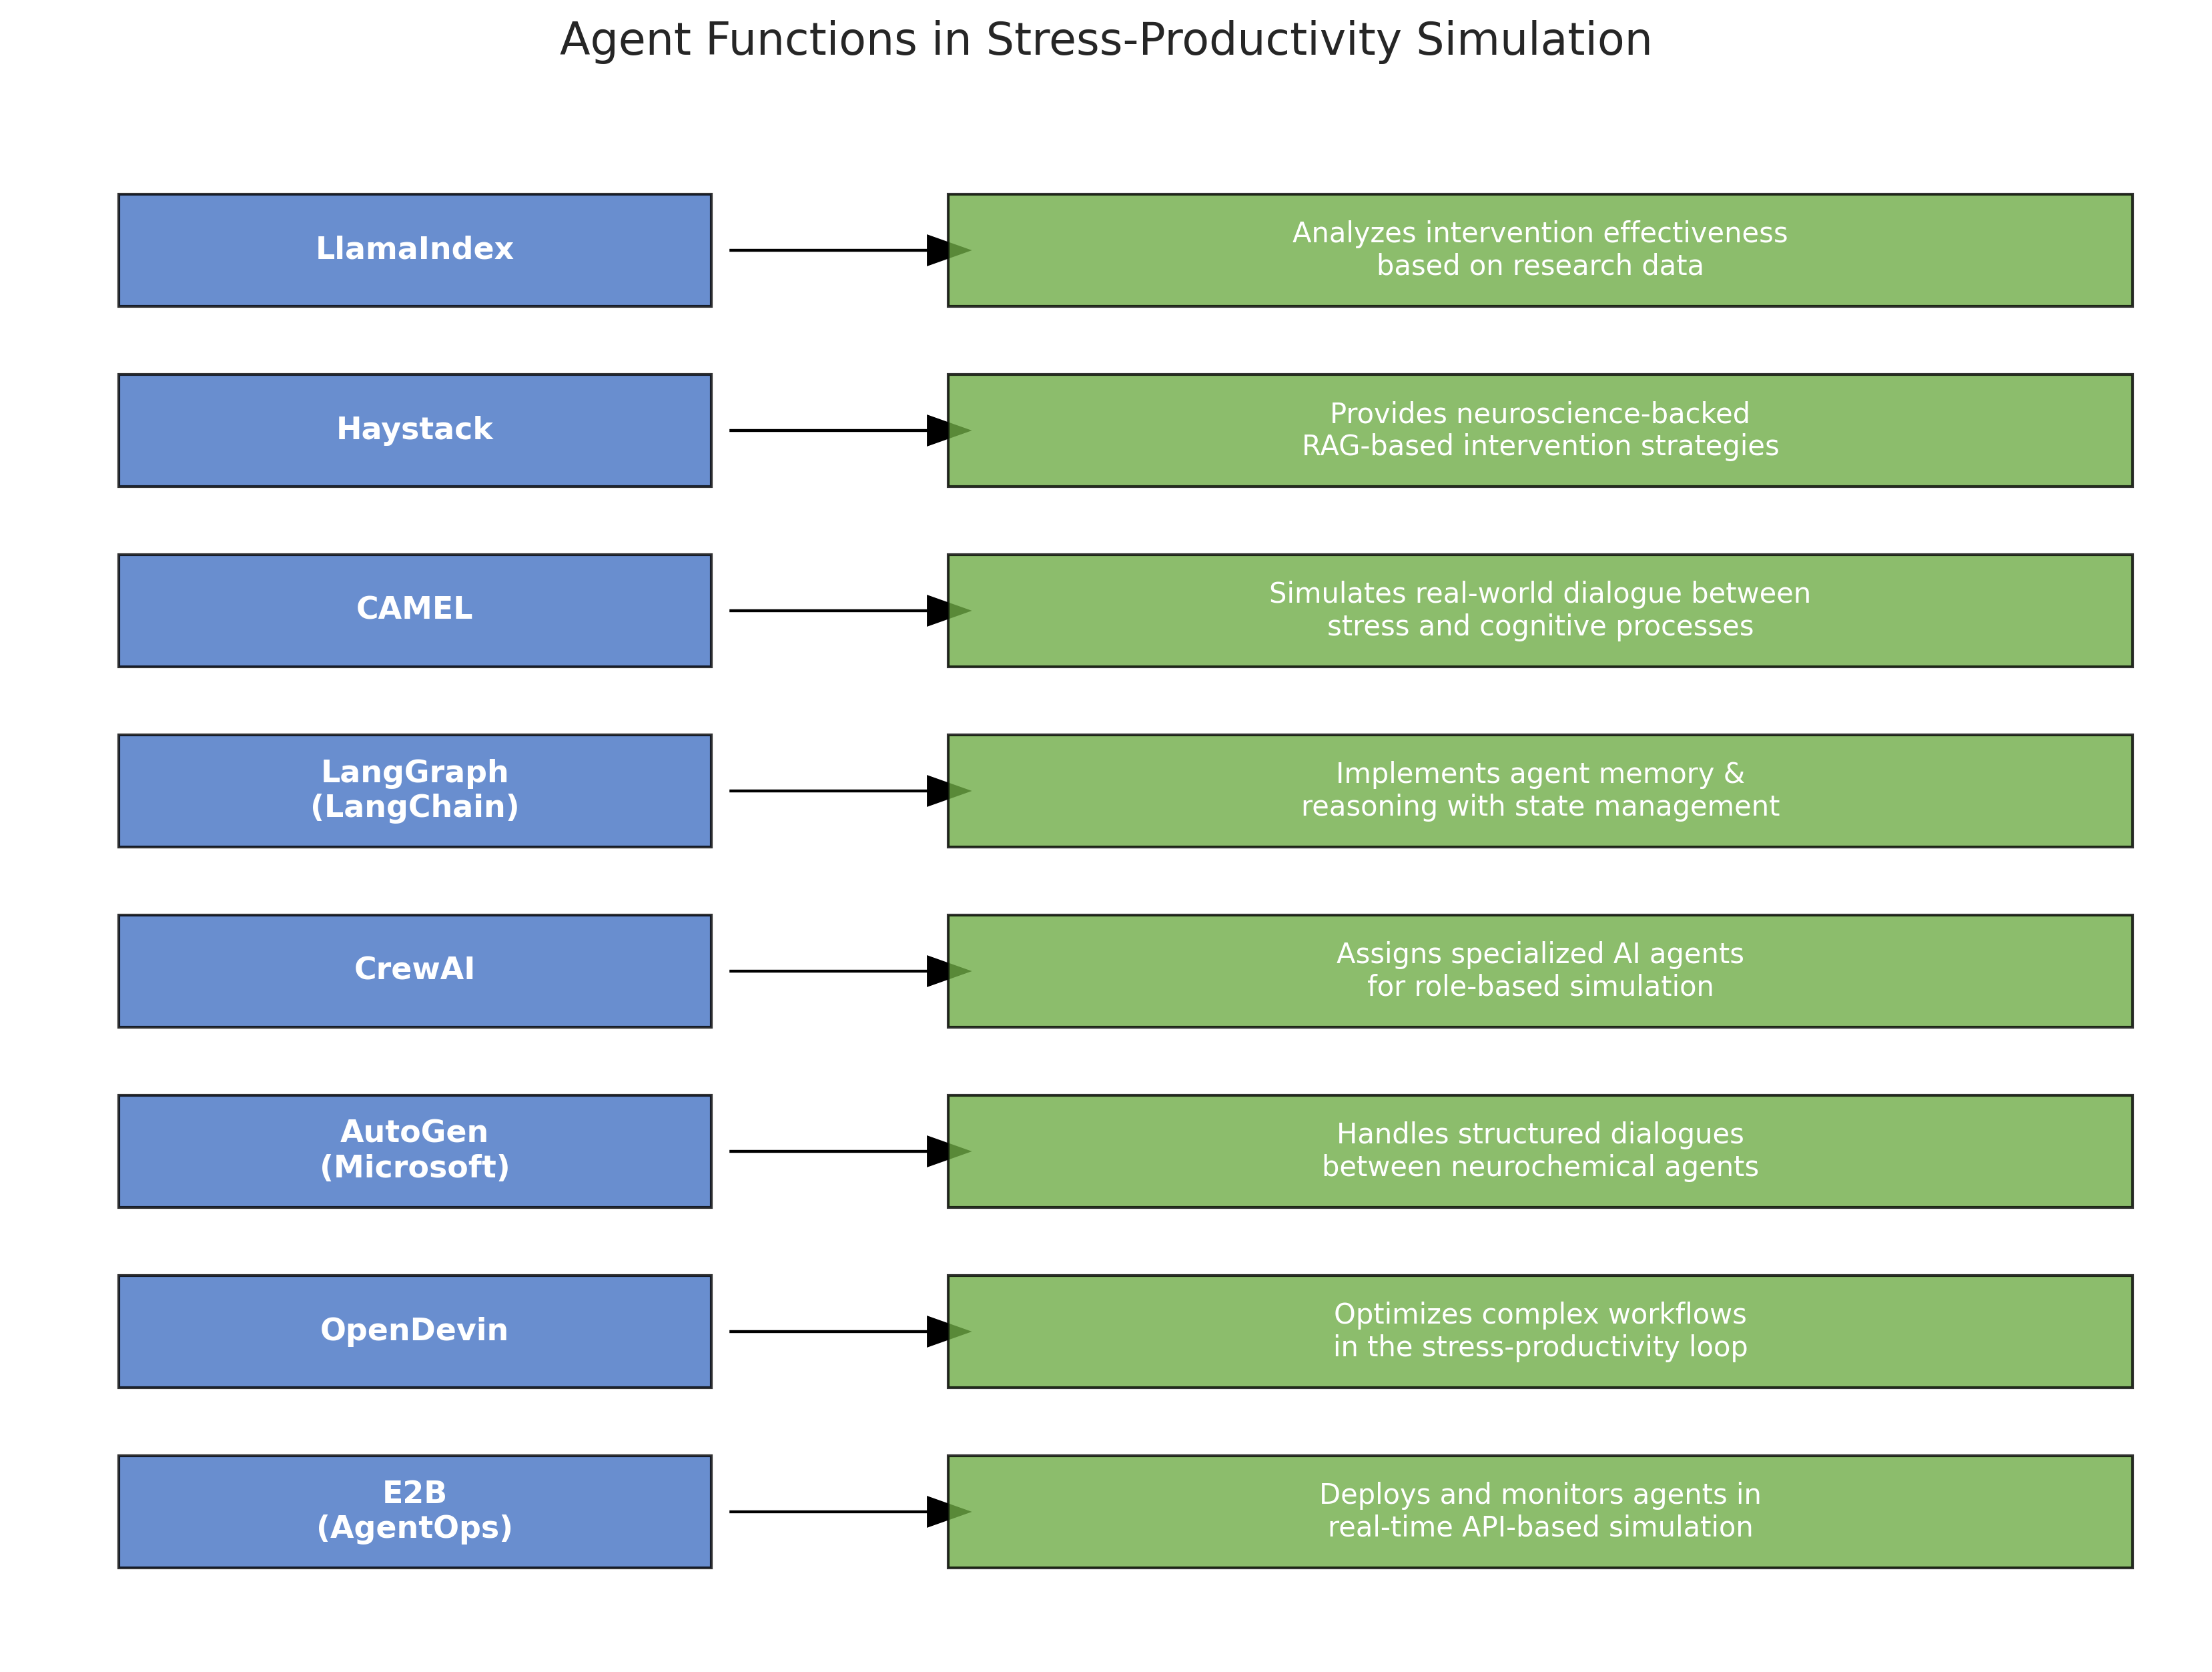 Agent Functions in Stress-Productivity Simulation
LlamaIndex
Analyzes intervention effectiveness
based on research data
Haystack
Provides neuroscience-backed
RAG-based intervention strategies
CAMEL
Simulates real-world dialogue between
stress and cognitive processes
LangGraph
(LangChain)
Implements agent memory &
reasoning with state management
CrewAI
Assigns specialized AI agents
for role-based simulation
AutoGen
(Microsoft)
Handles structured dialogues
between neurochemical agents
OpenDevin
Optimizes complex workflows
in the stress-productivity loop
E2B
(AgentOps)
Deploys and monitors agents in
real-time API-based simulation